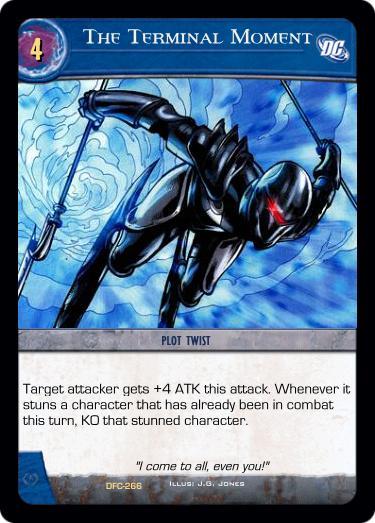 4
The Terminal Moment
DC
PLOT TWIST
Target attacker gets +4 ATK this attack. Whenever it
stuns a character that has already been in combat
this turn, KO that stunned character.
"I come to all, even you!"
DFC-266
Illus: J.G. Jones